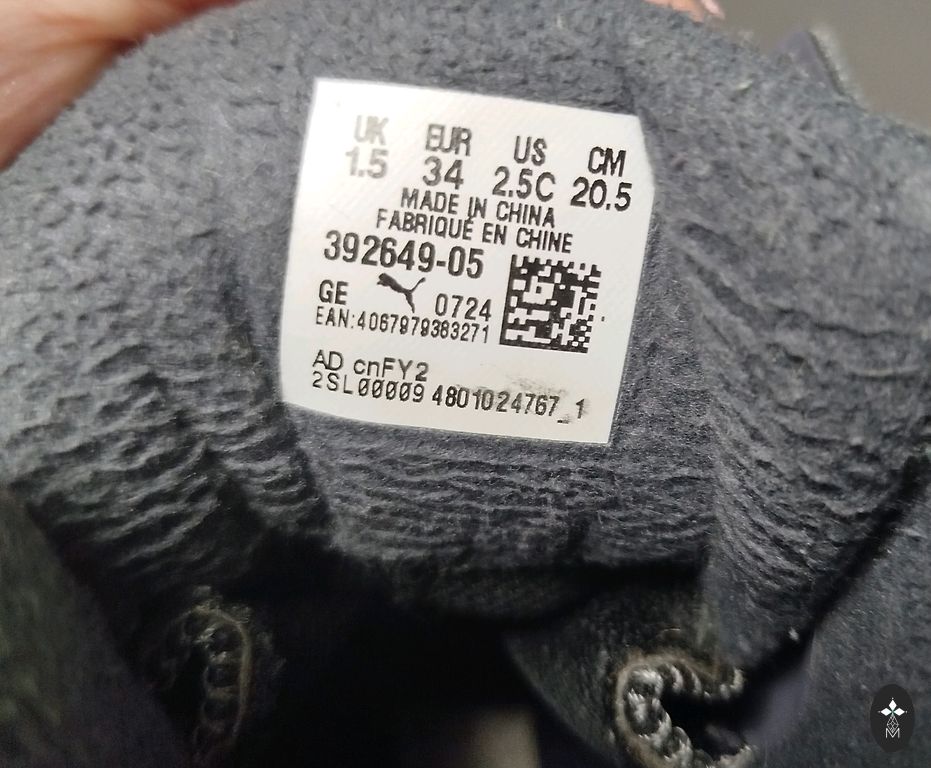 UK EUR US CM
1.5 34 2.5C 20.5
MADE IN CHINA
FABRIQUÉ EN CHINE
392649-05
GE 0724
EAN:4067979383271
AD cnFY2
2SL00009 4801024767_1
M